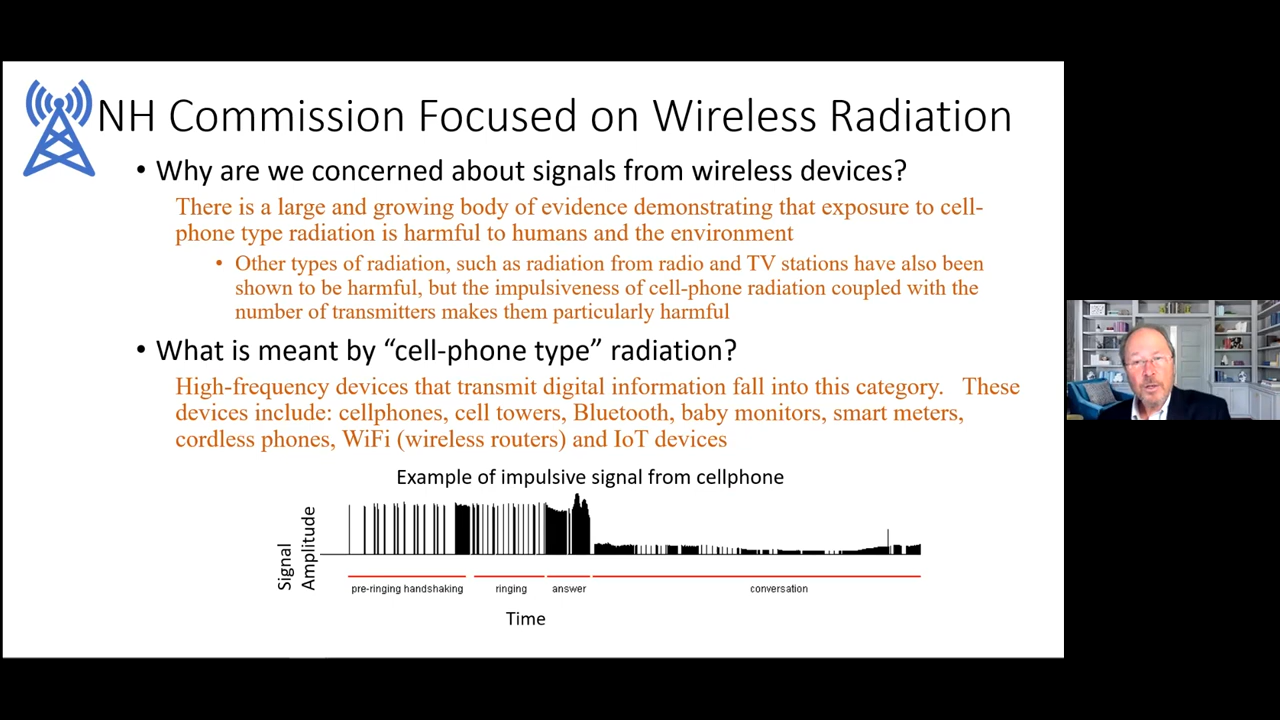 NH Commission Focused on Wireless Radiation
• Why are we concerned about signals from wireless devices?
There is a large and growing body of evidence demonstrating that exposure to cell-
phone type radiation is harmful to humans and the environment
• Other types of radiation, such as radiation from radio and TV stations have also been
shown to be harmful, but the impulsiveness of cell-phone radiation coupled with the
number of transmitters makes them particularly harmful
• What is meant by “cell-phone type” radiation?
High-frequency devices that transmit digital information fall into this category. These
devices include: cellphones, cell towers, Bluetooth, baby monitors, smart meters,
cordless phones, WiFi (wireless routers) and IoT devices
Example of impulsive signal from cellphone
Signal
Amplitude
pre-ringing handshaking
ringing
answer
conversation
Time